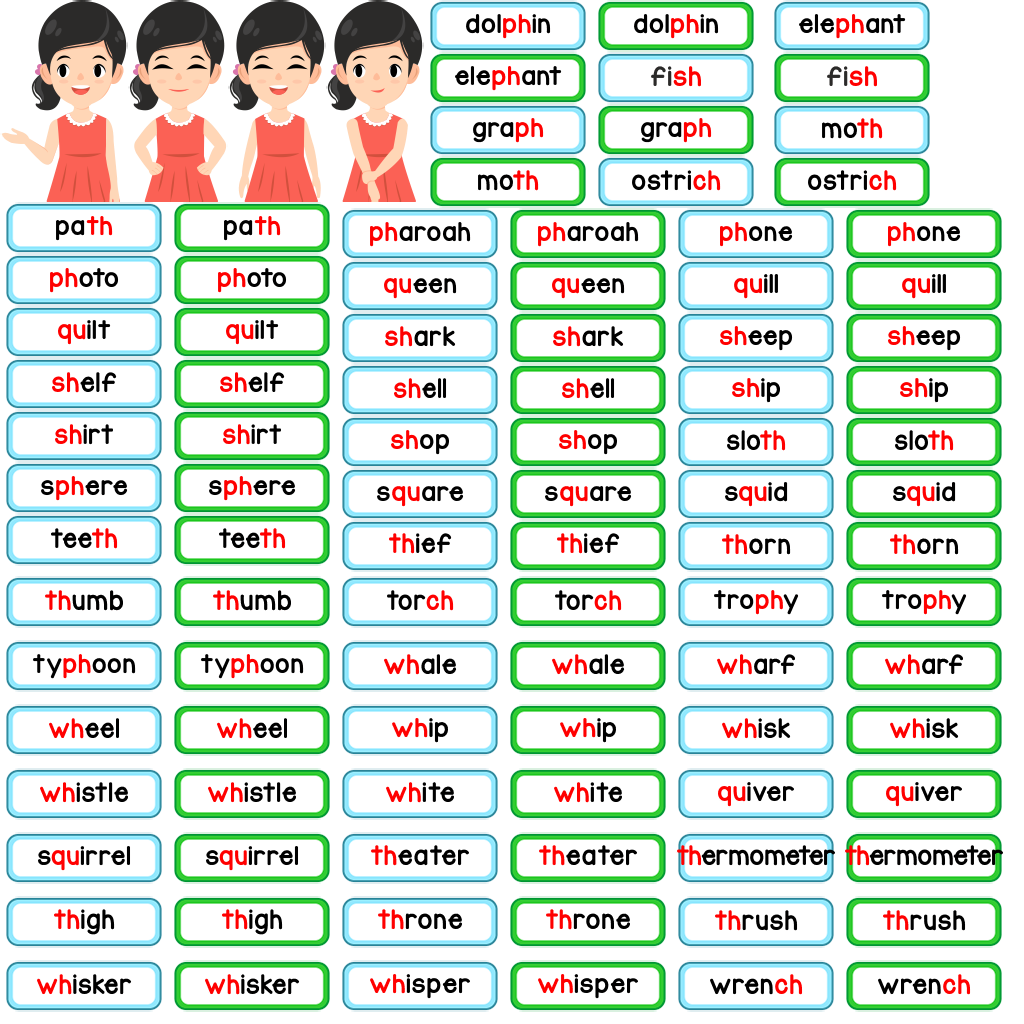 dolphin dolphin elephant
elephant fish fish
graph graph moth
moth ostrich ostrich
path path pharoah pharoah phone phone
photo photo queen queen quill quill
quilt quilt shark shark sheep sheep
shelf shelf shell shell ship ship
shirt shirt shop shop sloth sloth
sphere sphere square square squid squid
teeth teeth thief thief thorn thorn
thumb thumb torch torch trophy trophy
typhoon typhoon whale whale wharf wharf
wheel wheel whip whip whisk whisk
whistle whistle white white quiver quiver
squirrel squirrel theater theater thermometer thermometer
thigh thigh throne throne thrush thrush
whisker whisker whisper whisper wrench wrench